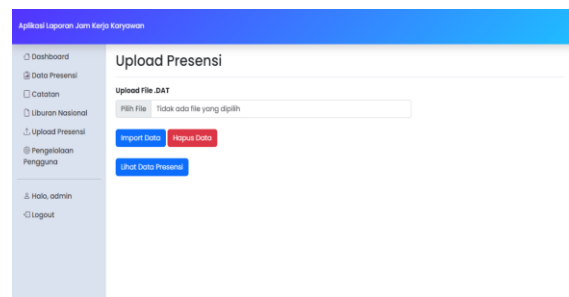 Aplikasi Laporan Jam Kerja Karyawan
Dashboard
Data Presensi
Catatan
Liburan Nasional
Upload Presensi
Pengelolaan
Pengguna
Halo, admin
Logout
Upload Presensi
Upload File .DAT
Pilih File Tidak ada file yang dipilih
Import Data Hapus Data
Lihat Data Presensi